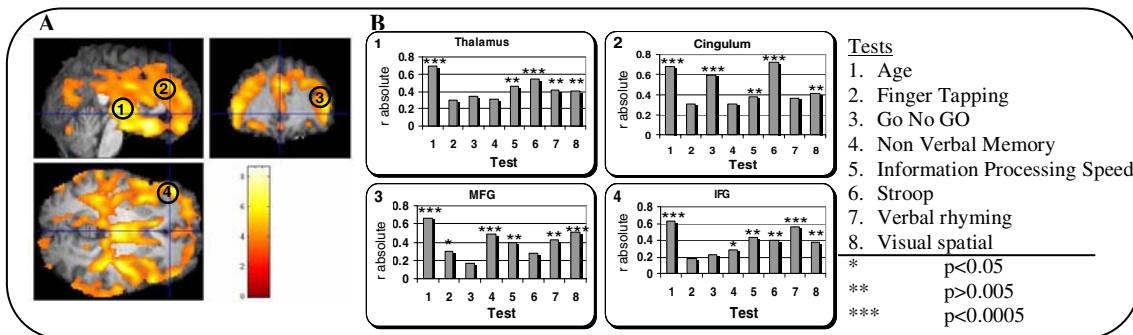 A
1
2
3
4
8
6
4
2
0
B
1
Thalamus
r absolute
0.8
0.6
0.4
0.2
0
*** ** *** ** **
1 2 3 4 5 6 7 8
Test
2
Cingulum
r absolute
0.8
0.6
0.4
0.2
0
*** *** ** *** **
1 2 3 4 5 6 7 8
Test
3
MFG
r absolute
0.8
0.6
0.4
0.2
0
*** * *** ** ** ***
1 2 3 4 5 6 7 8
Test
4
IFG
r absolute
0.8
0.6
0.4
0.2
0
*** * ** ** *** **
1 2 3 4 5 6 7 8
Test
Tests
1. Age
2. Finger Tapping
3. Go No GO
4. Non Verbal Memory
5. Information Processing Speed
6. Stroop
7. Verbal rhyming
8. Visual spatial
* p<0.05
** p>0.005
*** p<0.0005